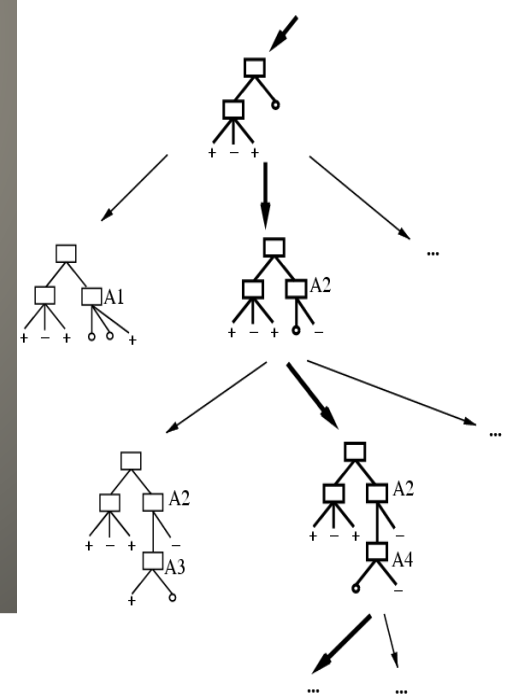 + − +
...
A1
A2
+ − + +
+ − + −
...
A2
A2
+ − + −
+ − + −
A3
A4
+
−
... ...